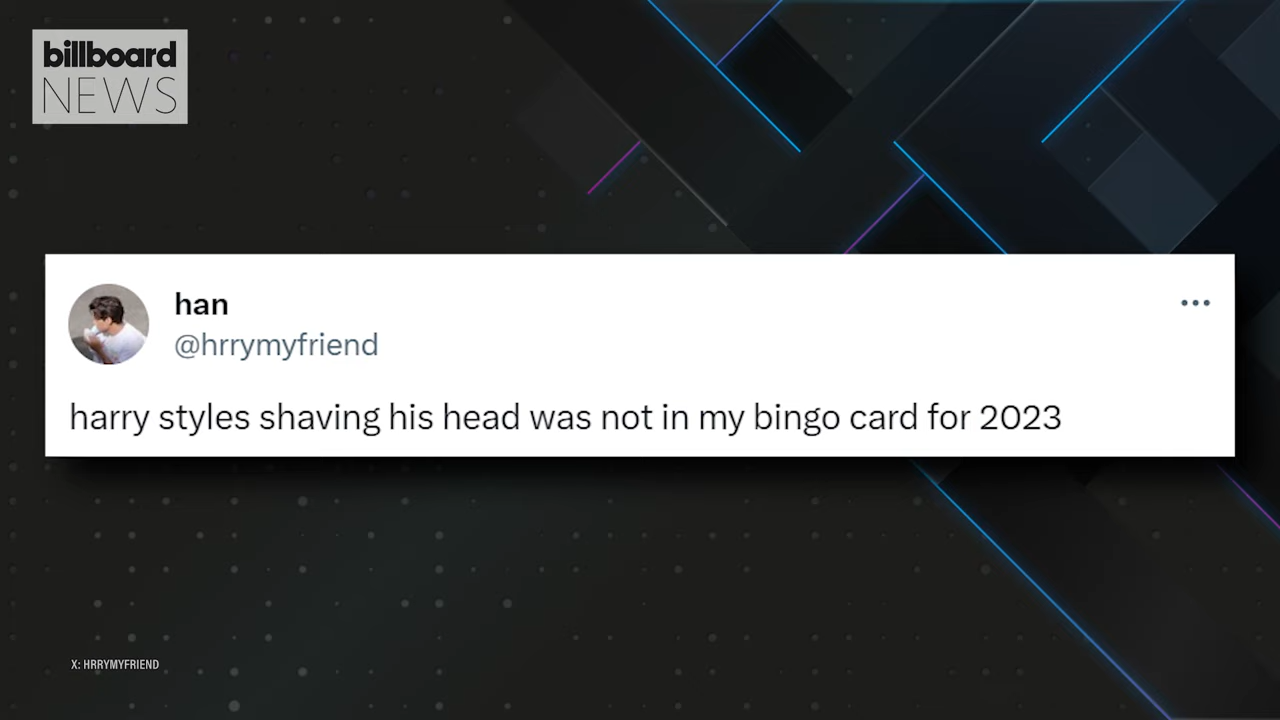 billboard
NEWS
han
@hrrymyfriend
harry styles shaving his head was not in my bingo card for 2023
X: HRRYMYFRIEND